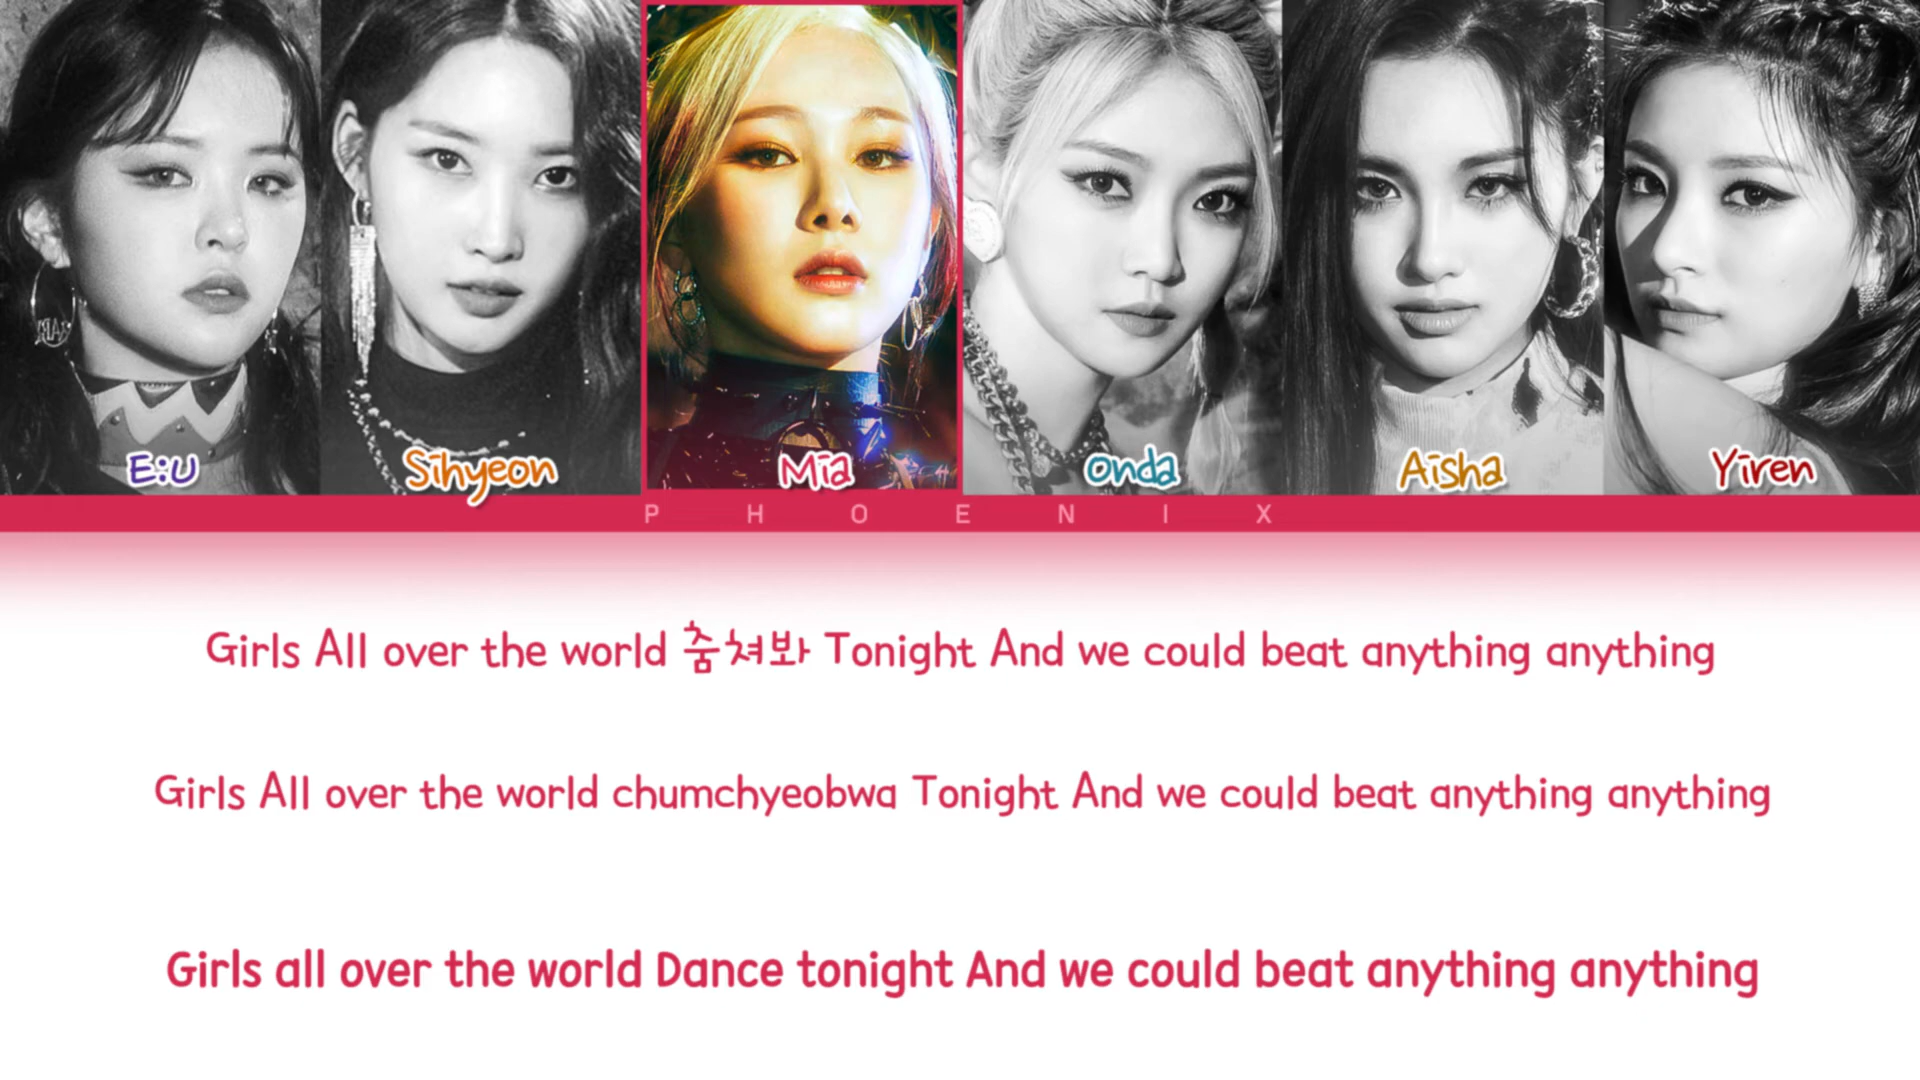 E:U
Sihyeon
Mia
Onda
Aisha
Yiren
PHOENIX
Girls All over the world 춤춰봐 Tonight And we could beat anything anything
Girls All over the world chumchyeobwa Tonight And we could beat anything anything
Girls all over the world Dance tonight And we could beat anything anything